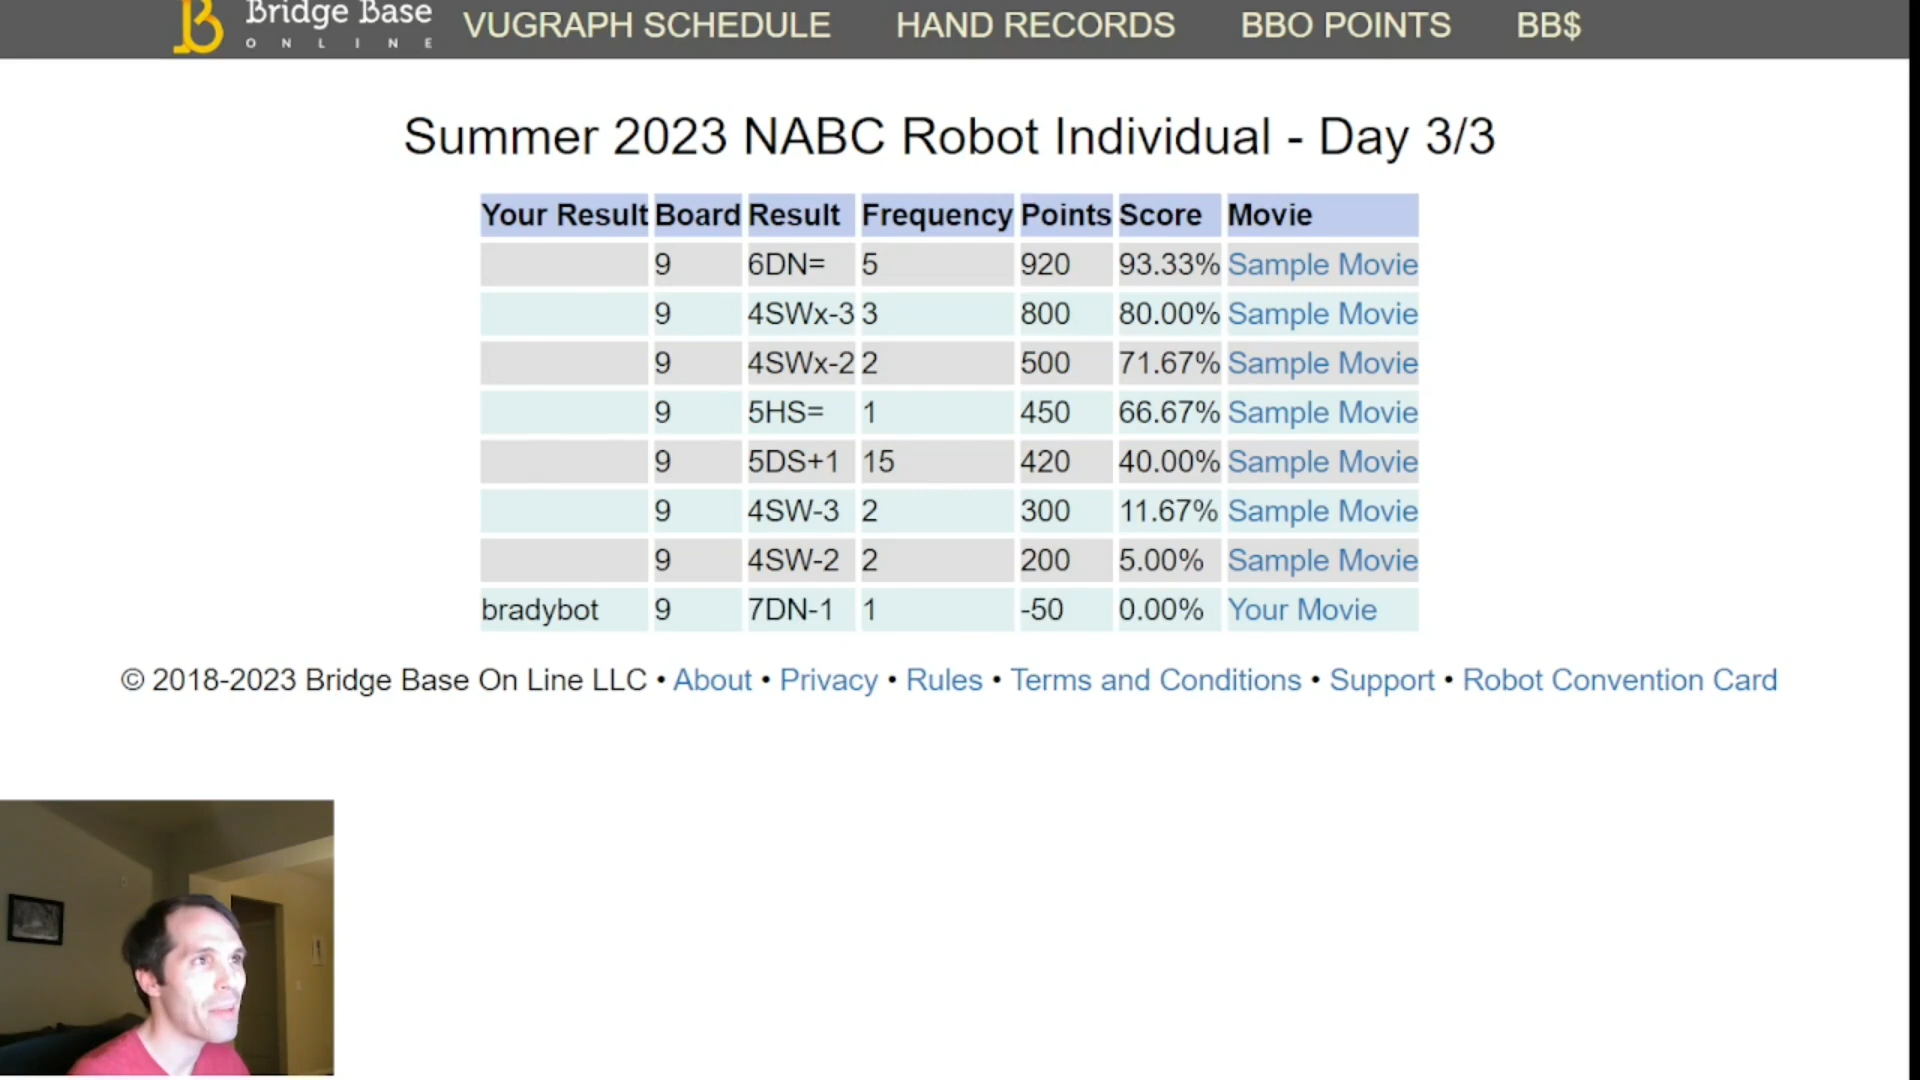 Bridge Base
ONLINE
VUGRAPH SCHEDULE HAND RECORDS BBO POINTS BB$
Summer 2023 NABC Robot Individual - Day 3/3
Your Result Board Result Frequency Points Score Movie
9 6DN= 5 920 93.33% Sample Movie
9 4SWx-3 3 800 80.00% Sample Movie
9 4SWx-2 2 500 71.67% Sample Movie
9 5HS= 1 450 66.67% Sample Movie
9 5DS+1 15 420 40.00% Sample Movie
9 4SW-3 2 300 11.67% Sample Movie
9 4SW-2 2 200 5.00% Sample Movie
bradybot 9 7DN-1 1 -50 0.00% Your Movie
© 2018-2023 Bridge Base On Line LLC • About • Privacy • Rules • Terms and Conditions • Support • Robot Convention Card